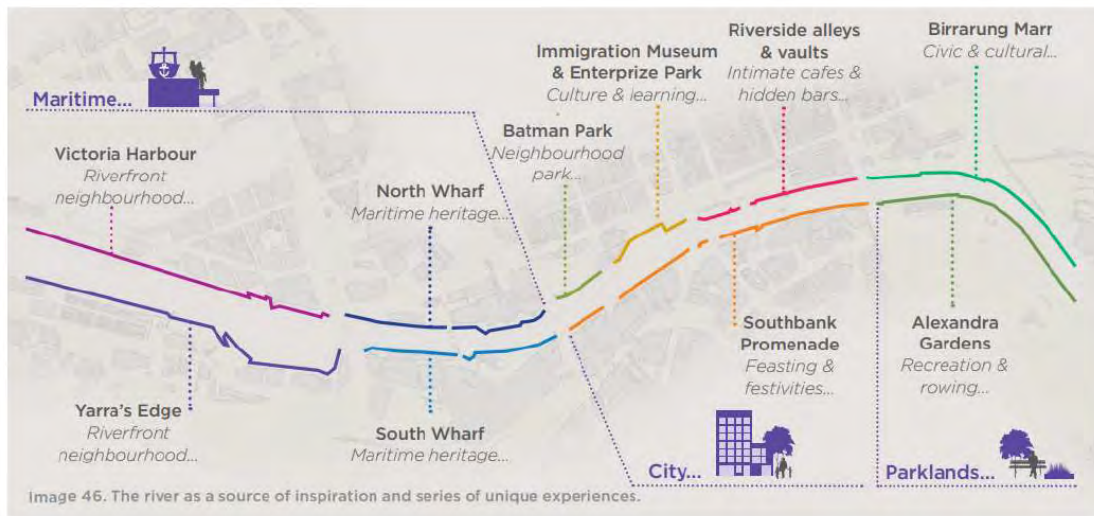 Maritime...
Victoria Harbour
Riverfront
neighbourhood...
North Wharf
Maritime heritage...
Batman Park
Neighbourhood
park...
Immigration Museum
& Enterprize Park
Culture & learning...
Riverside alleys
& vaults
Intimate cafes &
hidden bars...
Birrarung Marr
Civic & cultural...
Yarra's Edge
Riverfront
neighbourhood...
South Wharf
Maritime heritage...
Southbank
Promenade
Feasting &
festivities...
Alexandra
Gardens
Recreation &
rowing...
City...
Parklands...
Image 46. The river as a source of inspiration and series of unique experiences.